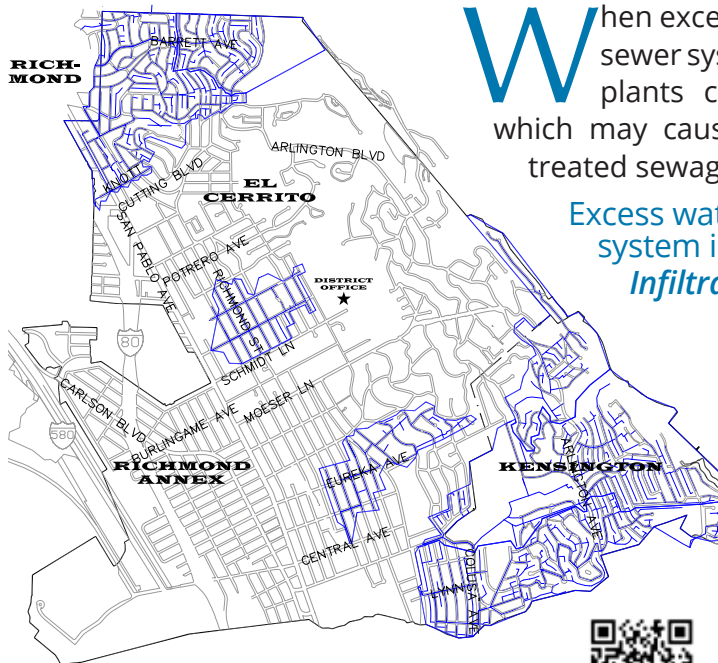 When exce
sewer sys
plants c
which may caus
treated sewag
Excess wat
system i
Infiltra
BARRETT AVE
RICH-
MOND
ARLINGTON BLVD
KNOTT
CUTTING BLVD
EL
CERRITO
SAN PABLO AVE
POTRERO AVE
RICHMOND ST
DISTRICT
OFFICE
80
SCHMIDT LN
CARLSON BLVD
BURLINGAME AVE
MOESER LN
580
RICHMOND
ANNEX
EUREKA AVE
KENSINGTON
ARLINGTON AVE
CENTRAL AVE
COLUSA AVE
LYNN